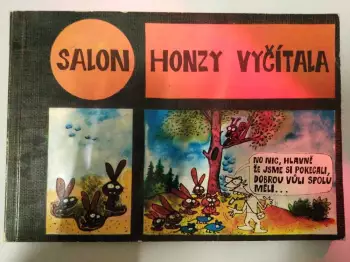 SALON HONZY VYČÍTALA
NO NIC, HLAVNĚ
ŽE JSME SI POKECALI,
DOBROU VŮLI SPOLU
MĚLI...